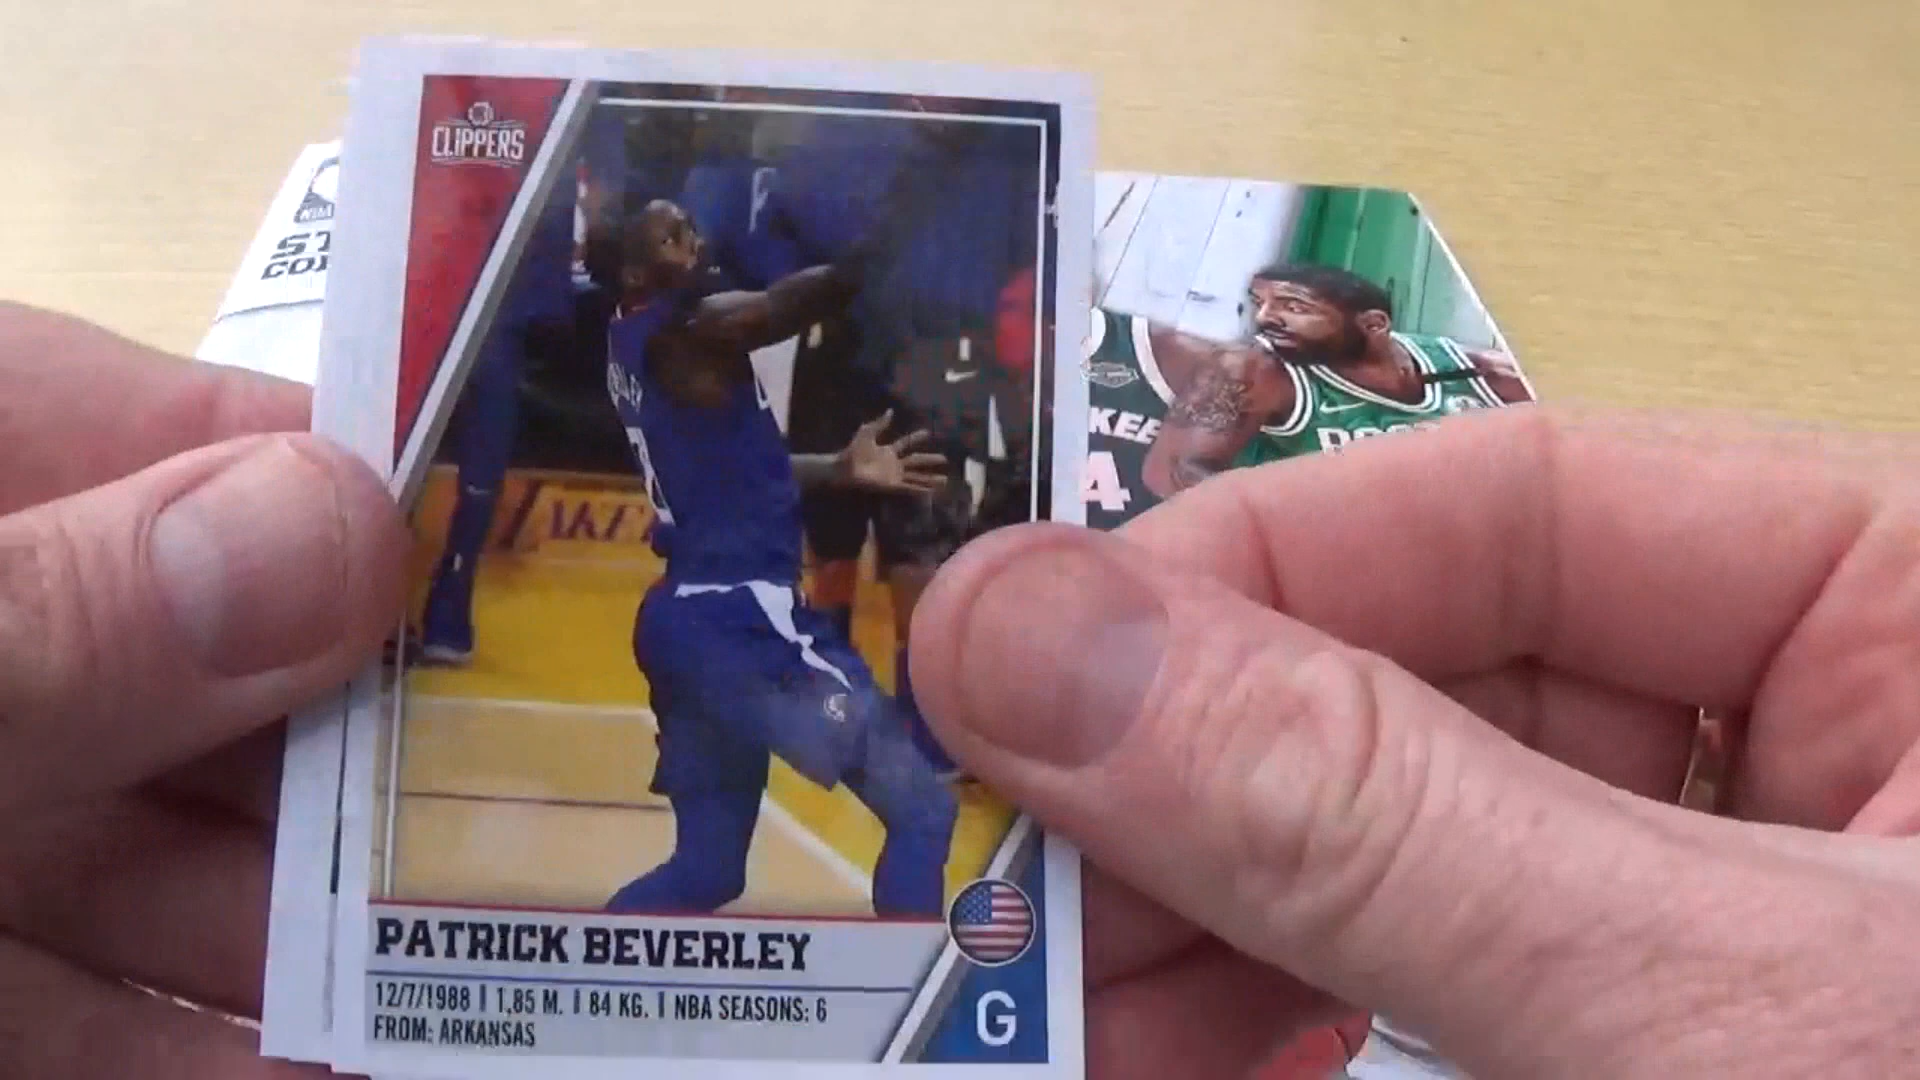 CLIPPERS
PATRICK BEVERLEY
12/7/1988 | 1,85 M. | 84 KG. | NBA SEASONS: 6
FROM: ARKANSAS
G